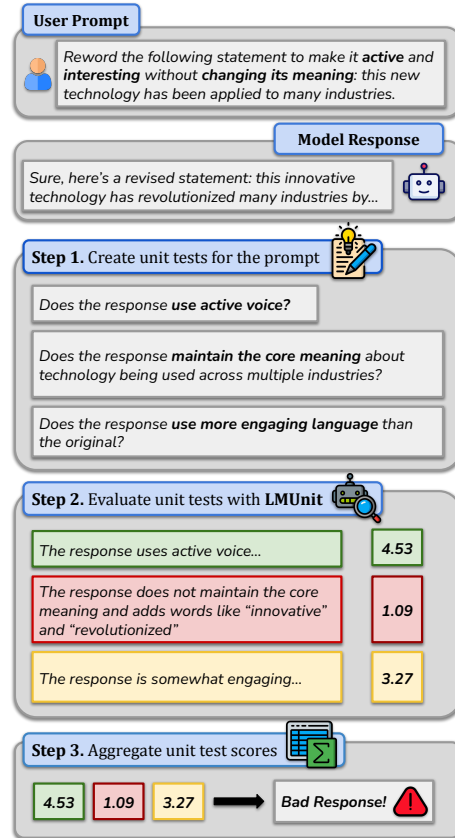 User Prompt
Reword the following statement to make it active and
interesting without changing its meaning: this new
technology has been applied to many industries.
Model Response
Sure, here's a revised statement: this innovative
technology has revolutionized many industries by...
Step 1. Create unit tests for the prompt
Does the response use active voice?
Does the response maintain the core meaning about
technology being used across multiple industries?
Does the response use more engaging language than
the original?
Step 2. Evaluate unit tests with LMUnit
The response uses active voice...
4.53
The response does not maintain the core
meaning and adds words like “innovative”
and “revolutionized”
1.09
The response is somewhat engaging...
3.27
Step 3. Aggregate unit test scores
Σ
4.53 1.09 3.27 Bad Response!